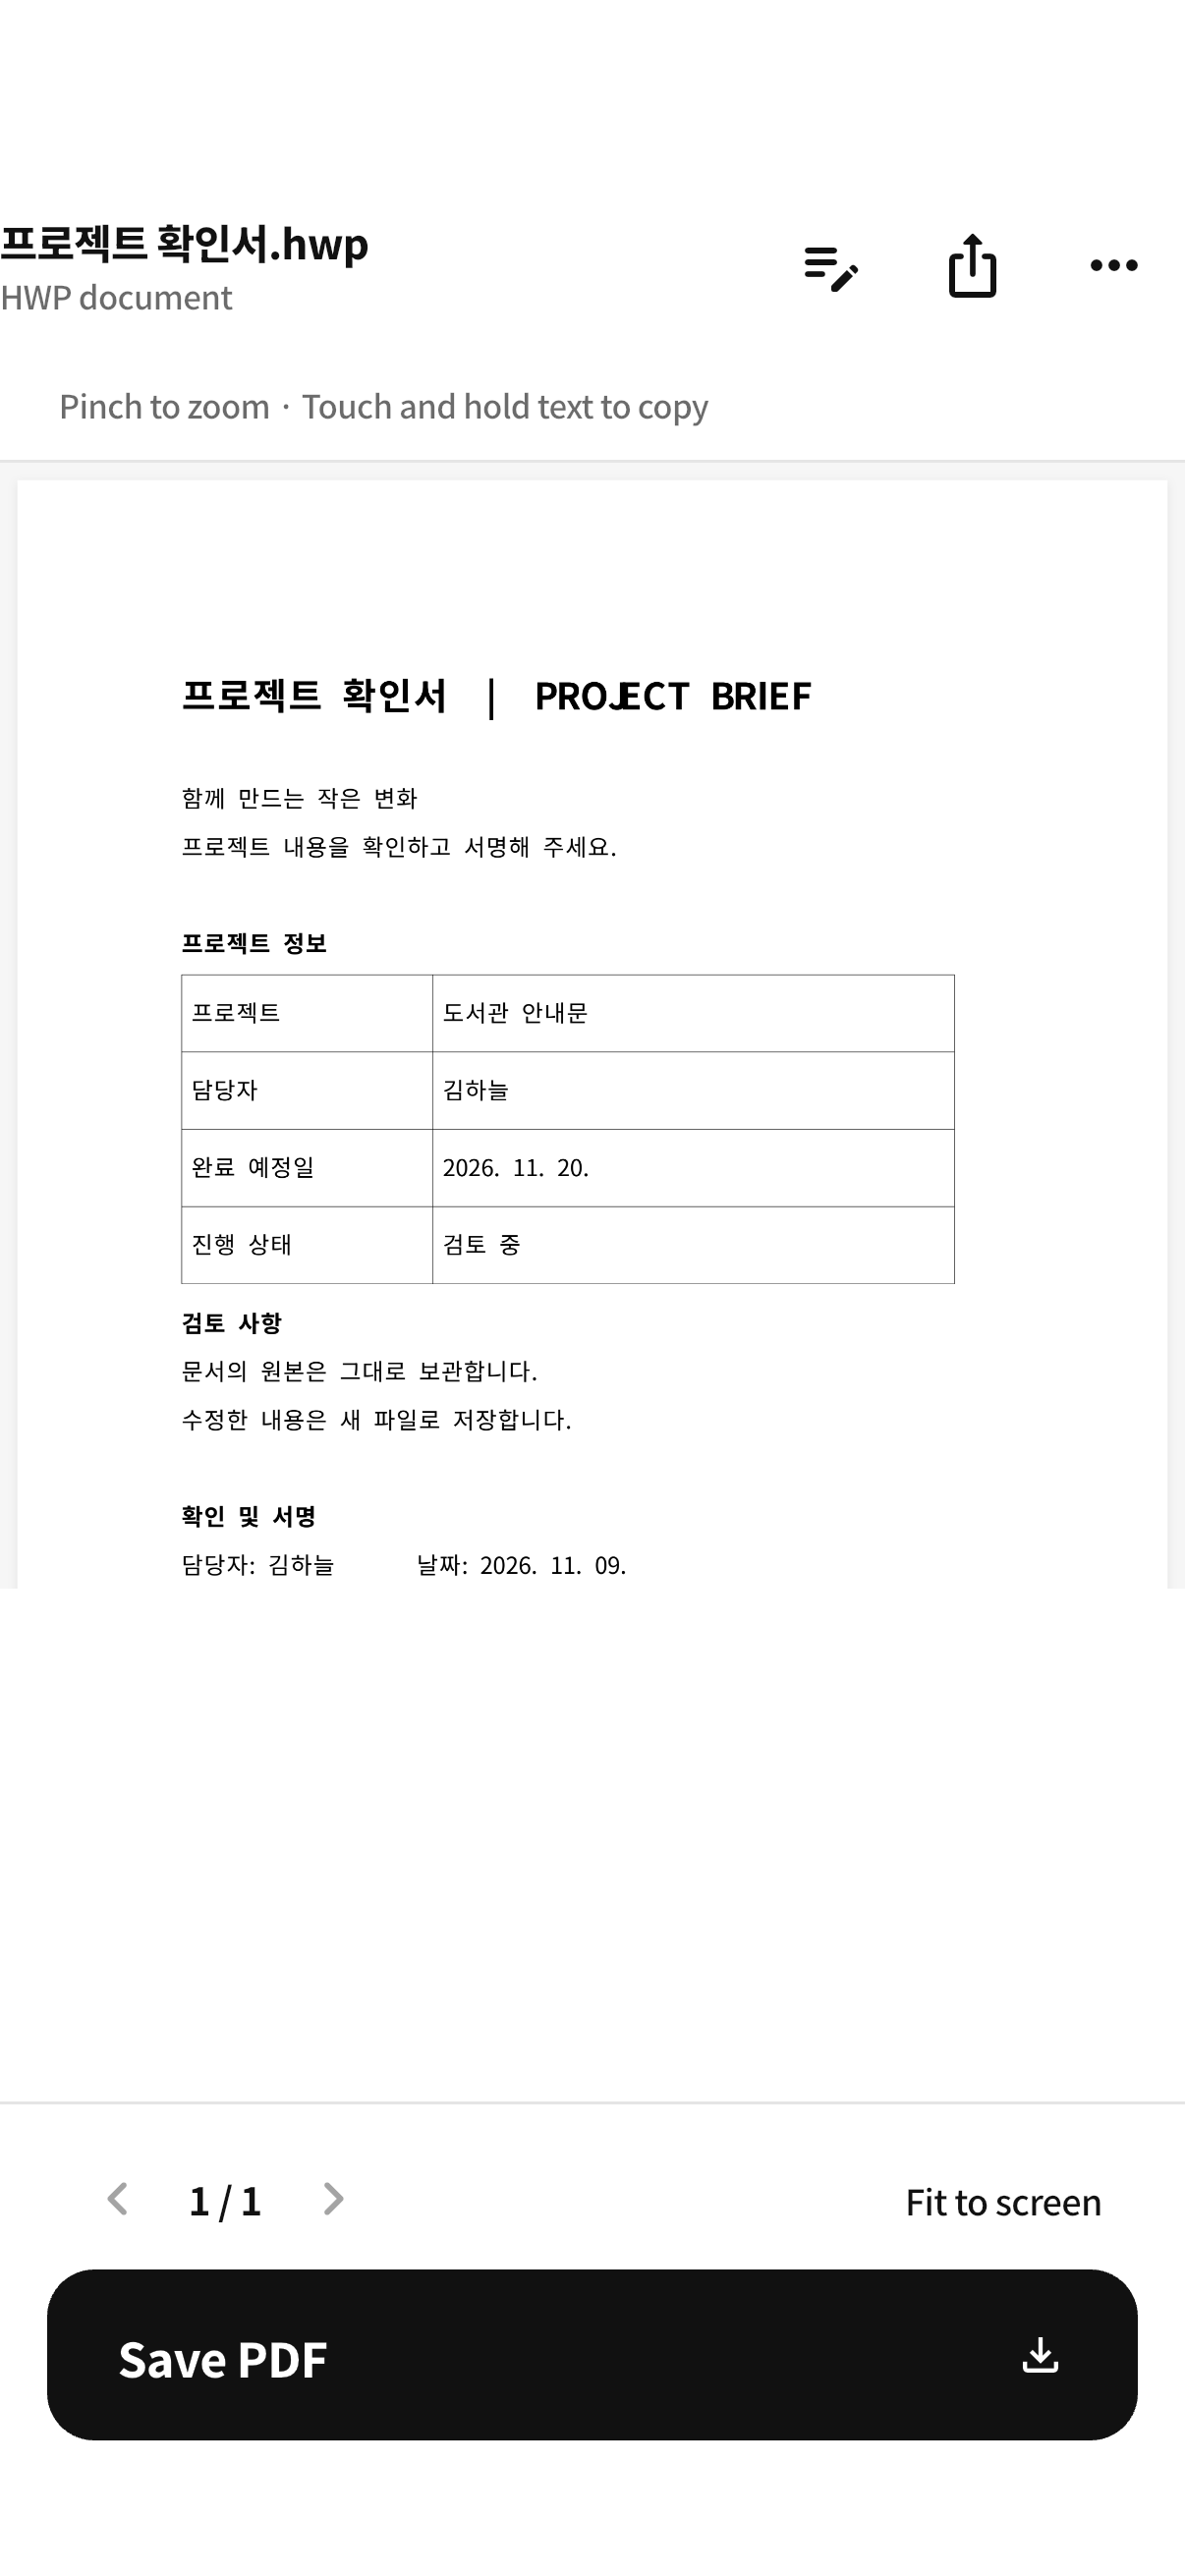 프로젝트 확인서.hwp
HWP document
Pinch to zoom · Touch and hold text to copy
프로젝트 확인서 | PROJECT BRIEF
함께 만드는 작은 변화
프로젝트 내용을 확인하고 서명해 주세요.
프로젝트 정보
프로젝트 도서관 안내문
담당자 김하늘
완료 예정일 2026. 11. 20.
진행 상태 검토 중
검토 사항
문서의 원본은 그대로 보관합니다.
수정한 내용은 새 파일로 저장합니다.
확인 및 서명
담당자: 김하늘 날짜: 2026. 11. 09.
1 / 1 Fit to screen
Save PDF